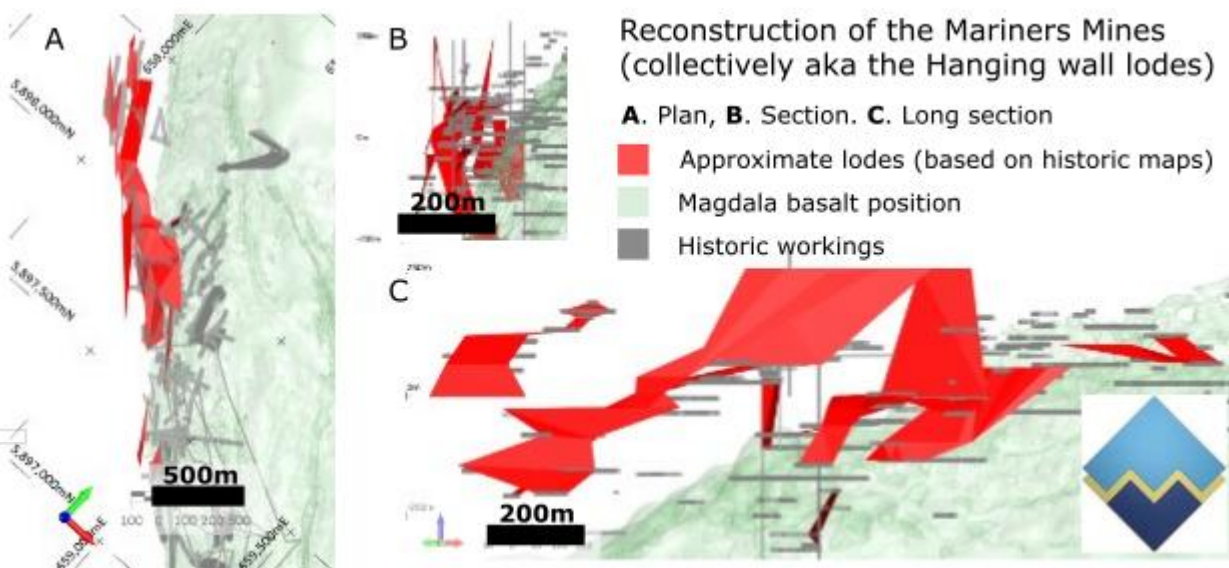 A
B
Reconstruction of the Mariners Mines
(collectively aka the Hanging wall lodes)
A. Plan, B. Section. C. Long section
Approximate lodes (based on historic maps)
Magdala basalt position
Historic workings
658,000mE
5,898,000mN
200m
5,897,500mN
C
5,897,000mN
500m
200m